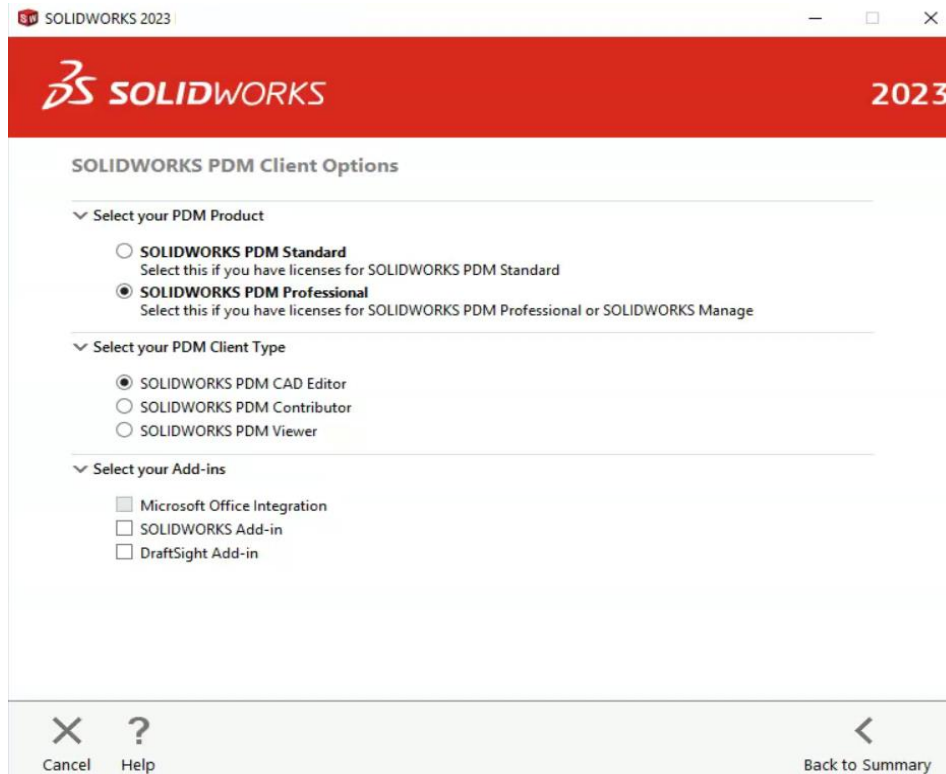 SOLIDWORKS 2023
SOLIDWORKS
2023
SOLIDWORKS PDM Client Options
Select your PDM Product
SOLIDWORKS PDM Standard
Select this if you have licenses for SOLIDWORKS PDM Standard
SOLIDWORKS PDM Professional
Select this if you have licenses for SOLIDWORKS PDM Professional or SOLIDWORKS Manage
Select your PDM Client Type
SOLIDWORKS PDM CAD Editor
SOLIDWORKS PDM Contributor
SOLIDWORKS PDM Viewer
Select your Add-ins
Microsoft Office Integration
SOLIDWORKS Add-in
DraftSight Add-in
Cancel
Help
Back to Summary